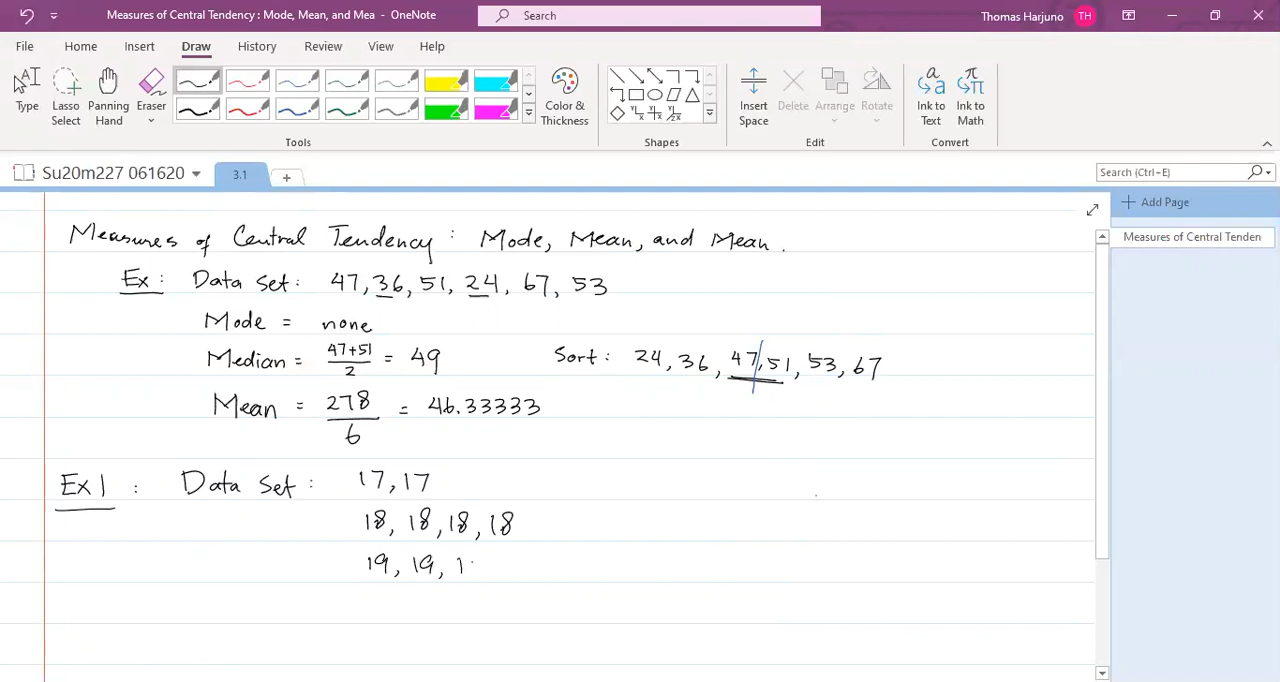 Measures of Central Tendency : Mode, Mean, and Mea - OneNote
Search
Thomas Harjuno TH
File Home Insert Draw History Review View Help
Type Lasso Select Panning Hand Eraser
Color & Thickness
Insert Space Delete Arrange Rotate
Ink to Text Ink to Math
Tools Shapes Edit Convert
Su20m227 061620 3.1
Search (Ctrl+E)
Add Page
Measures of Central Tenden
Measures of Central Tendency : Mode, Mean, and Mean.
Ex: Data Set: 47, 36, 51, 24, 67, 53
Mode = none
Median = 47+51/2 = 49 Sort: 24, 36, 47, 51, 53, 67
Mean = 278/6 = 46.33333
Ex 1 : Data Set : 17, 17
18, 18, 18, 18
19, 19, 1